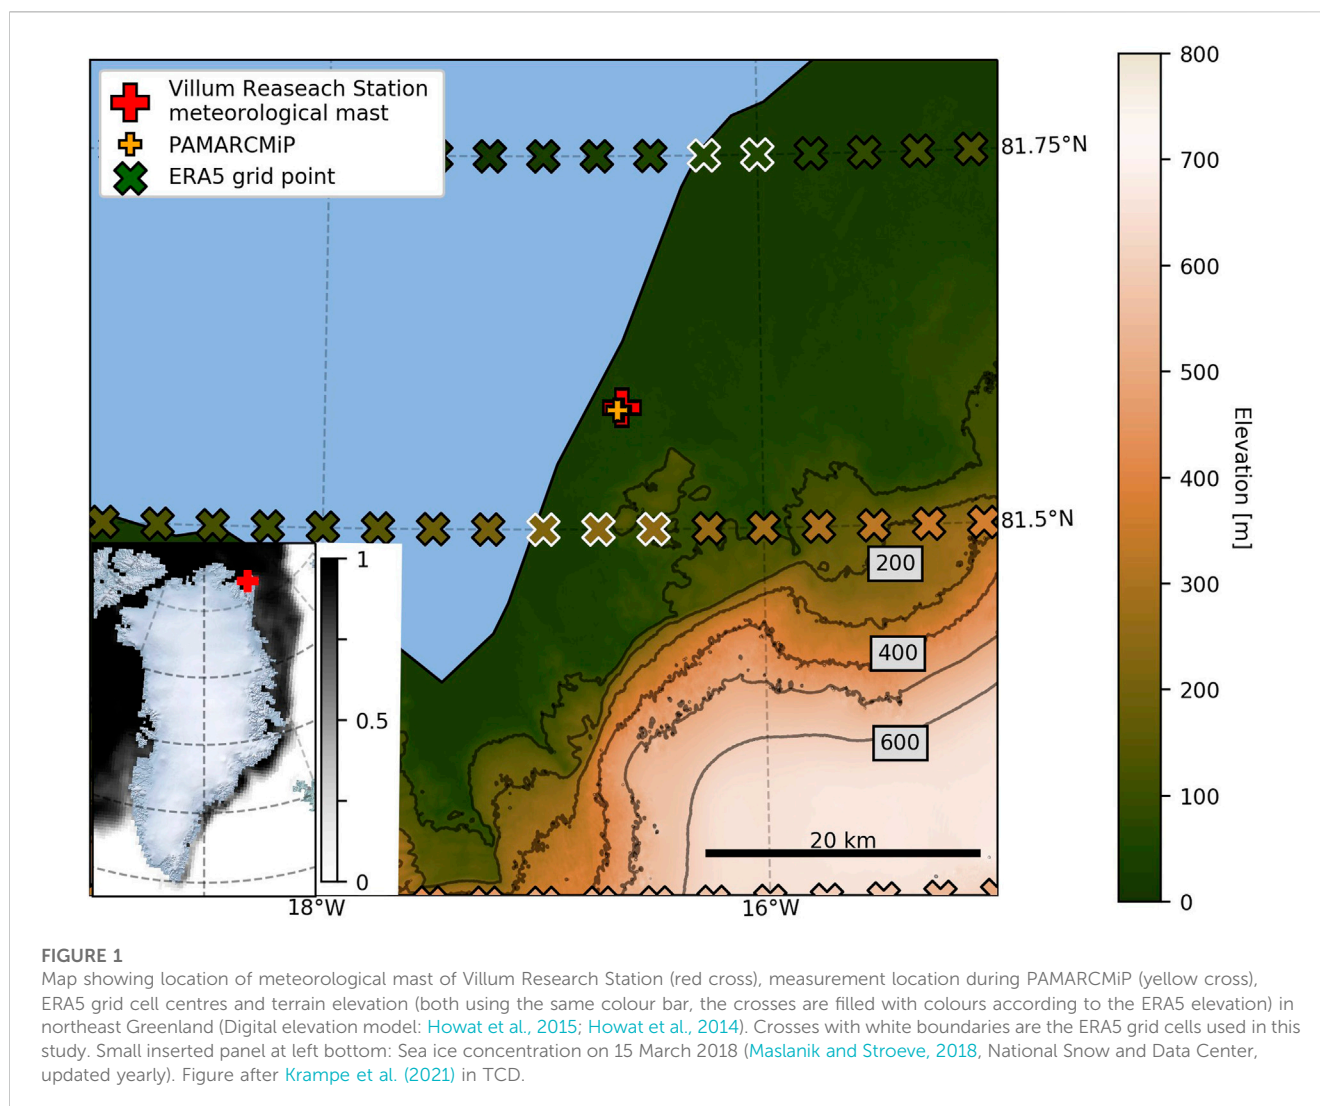 Villum Reaseach Station
meteorological mast
PAMARCMiP
ERA5 grid point
81.75°N
81.5°N
200
400
600
20 km
18°W
16°W
1
0.5
0
800
700
600
500
400
300
200
100
0
Elevation [m]
FIGURE 1
Map showing location of meteorological mast of Villum Research Station (red cross), measurement location during PAMARCMiP (yellow cross),
ERA5 grid cell centres and terrain elevation (both using the same colour bar, the crosses are filled with colours according to the ERA5 elevation) in
northeast Greenland (Digital elevation model: Howat et al., 2015; Howat et al., 2014). Crosses with white boundaries are the ERA5 grid cells used in this
study. Small inserted panel at left bottom: Sea ice concentration on 15 March 2018 (Maslanik and Stroeve, 2018, National Snow and Data Center,
updated yearly). Figure after Krampe et al. (2021) in TCD.